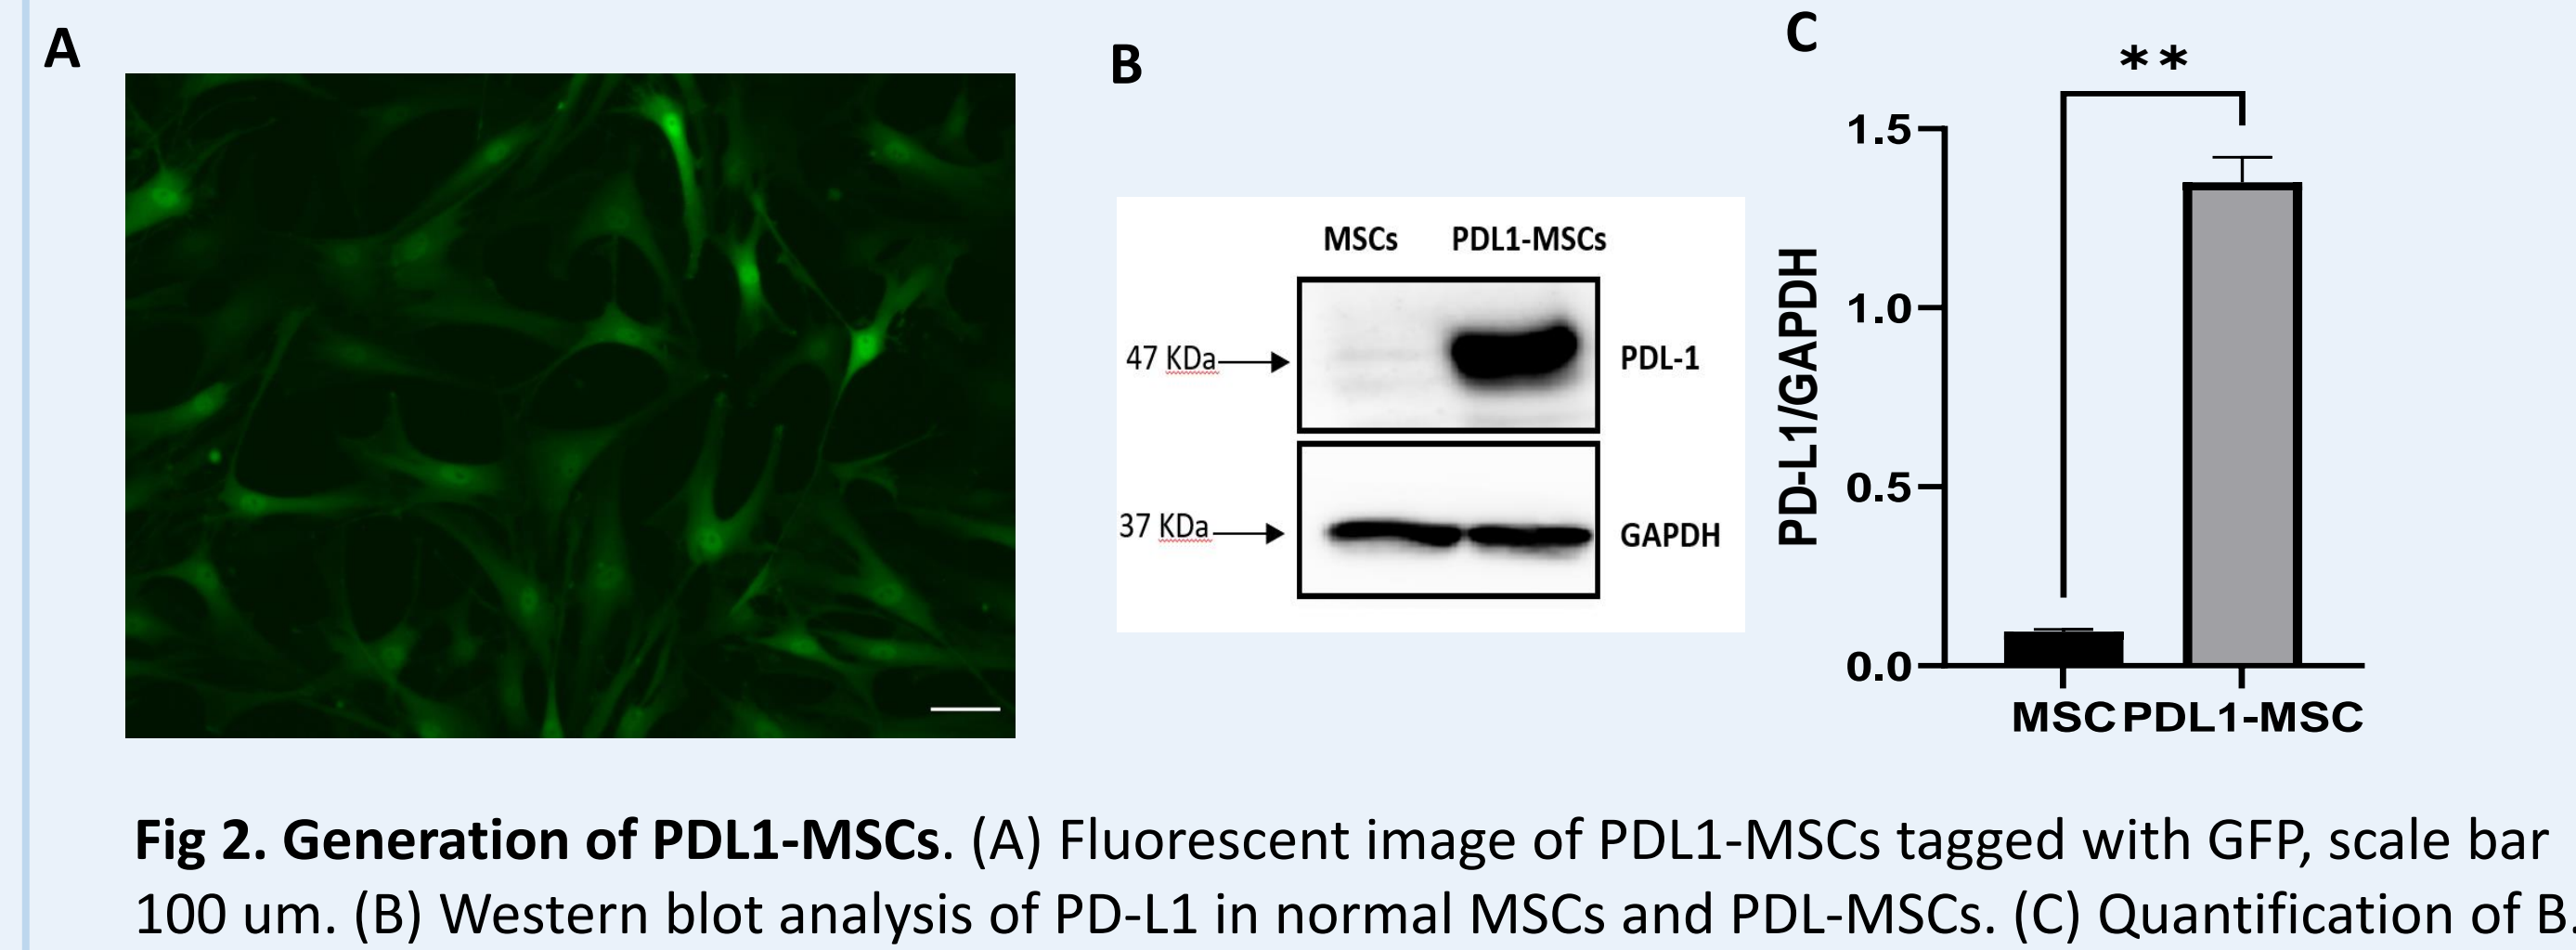 A
B
C
**
1.5
1.0
0.5
0.0
PD-L1/GAPDH
MSC PDL1-MSC
MSCs PDL1-MSCs
47 KDa
PDL-1
37 KDa
GAPDH
Fig 2. Generation of PDL1-MSCs. (A) Fluorescent image of PDL1-MSCs tagged with GFP, scale bar
100 um. (B) Western blot analysis of PD-L1 in normal MSCs and PDL-MSCs. (C) Quantification of B.